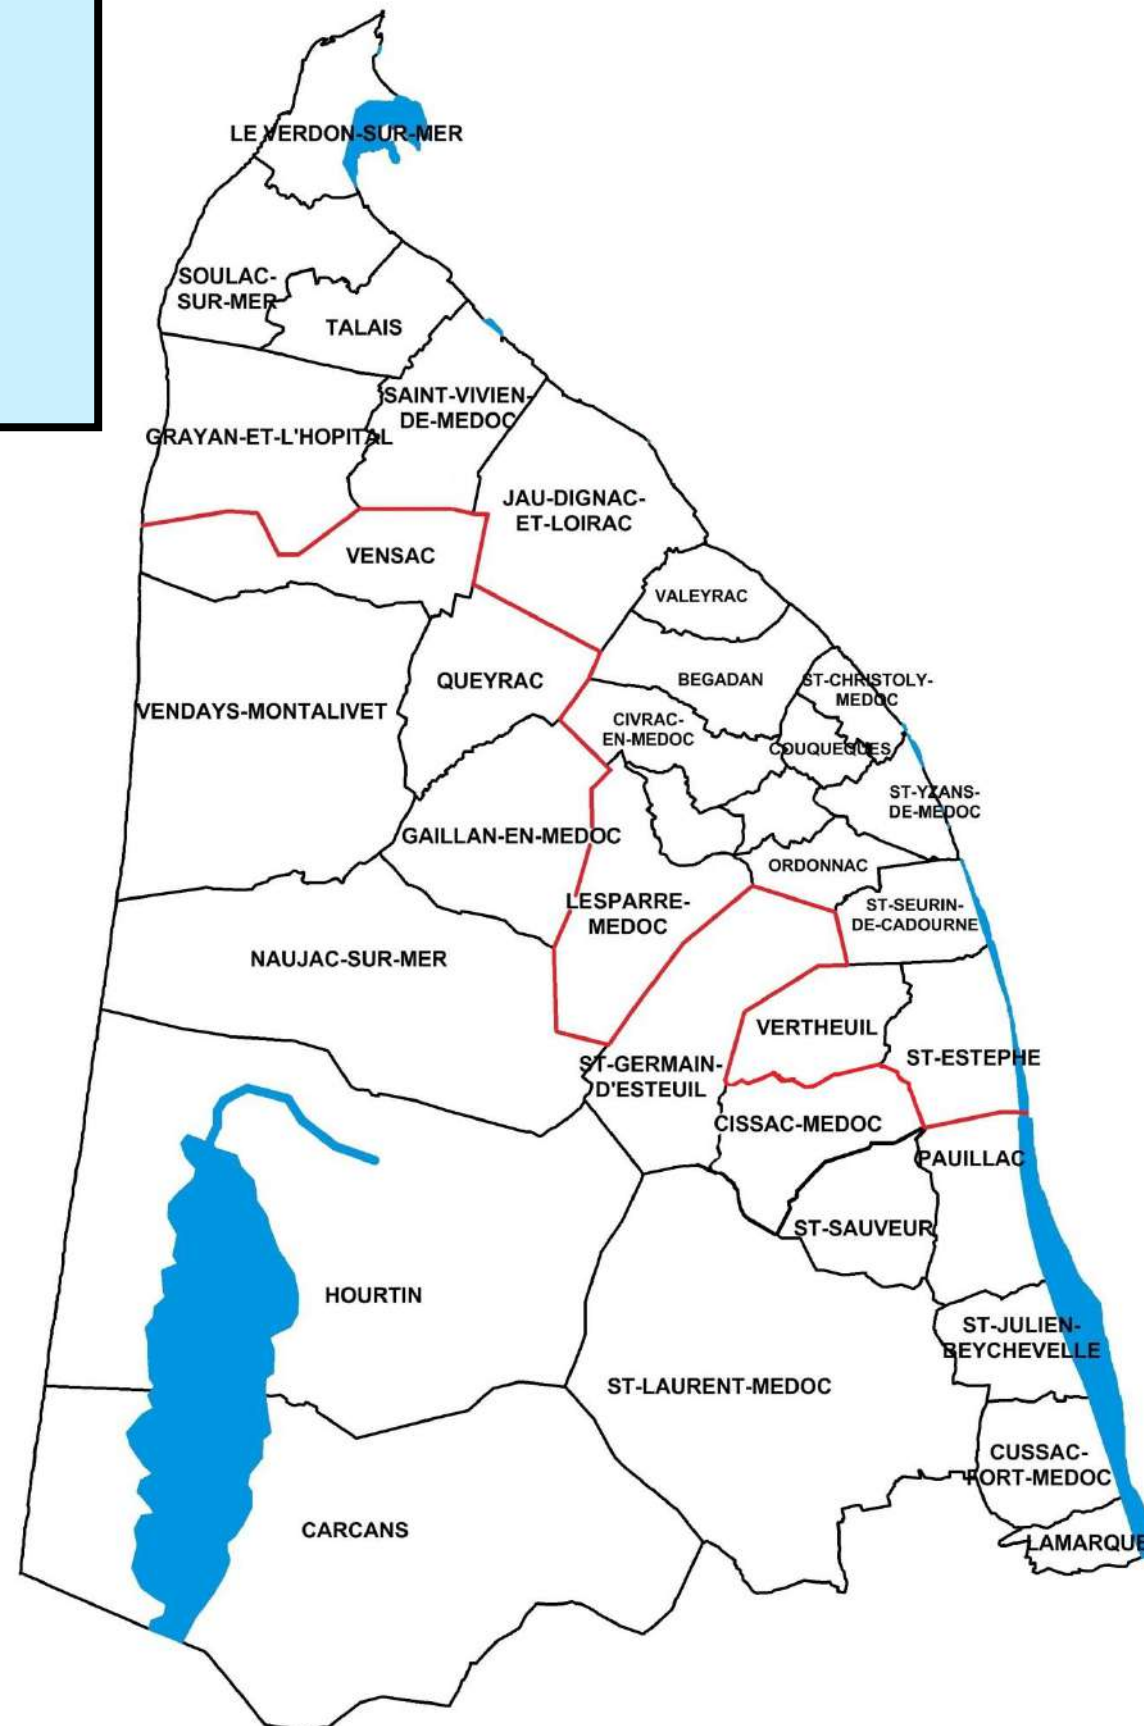 LE VERDON-SUR-MER
SOULAC-
SUR-MER
TALAIS
SAINT-VIVIEN-
DE-MEDOC
GRAYAN-ET-L'HOPITAL
JAU-DIGNAC-
ET-LOIRAC
VENSAC
VALEYRAC
QUEYRAC
BEGADAN
ST-CHRISTOLY-
MEDOC
VENDAYS-MONTALIVET
CIVRAC-
EN-MEDOC
COUQUEQUES
ST-YZANS-
DE-MEDOC
GAILLAN-EN-MEDOC
ORDONNAC
LESPARRE-
MEDOC
ST-SEURIN-
DE-CADOURNE
NAUJAC-SUR-MER
VERTHEUIL
ST-ESTEPHE
ST-GERMAIN-
D'ESTEUIL
CISSAC-MEDOC
PAUILLAC
ST-SAUVEUR
HOURTIN
ST-JULIEN-
BEYCHEVELLE
ST-LAURENT-MEDOC
CUSSAC-
FORT-MEDOC
CARCANS
LAMARQUE